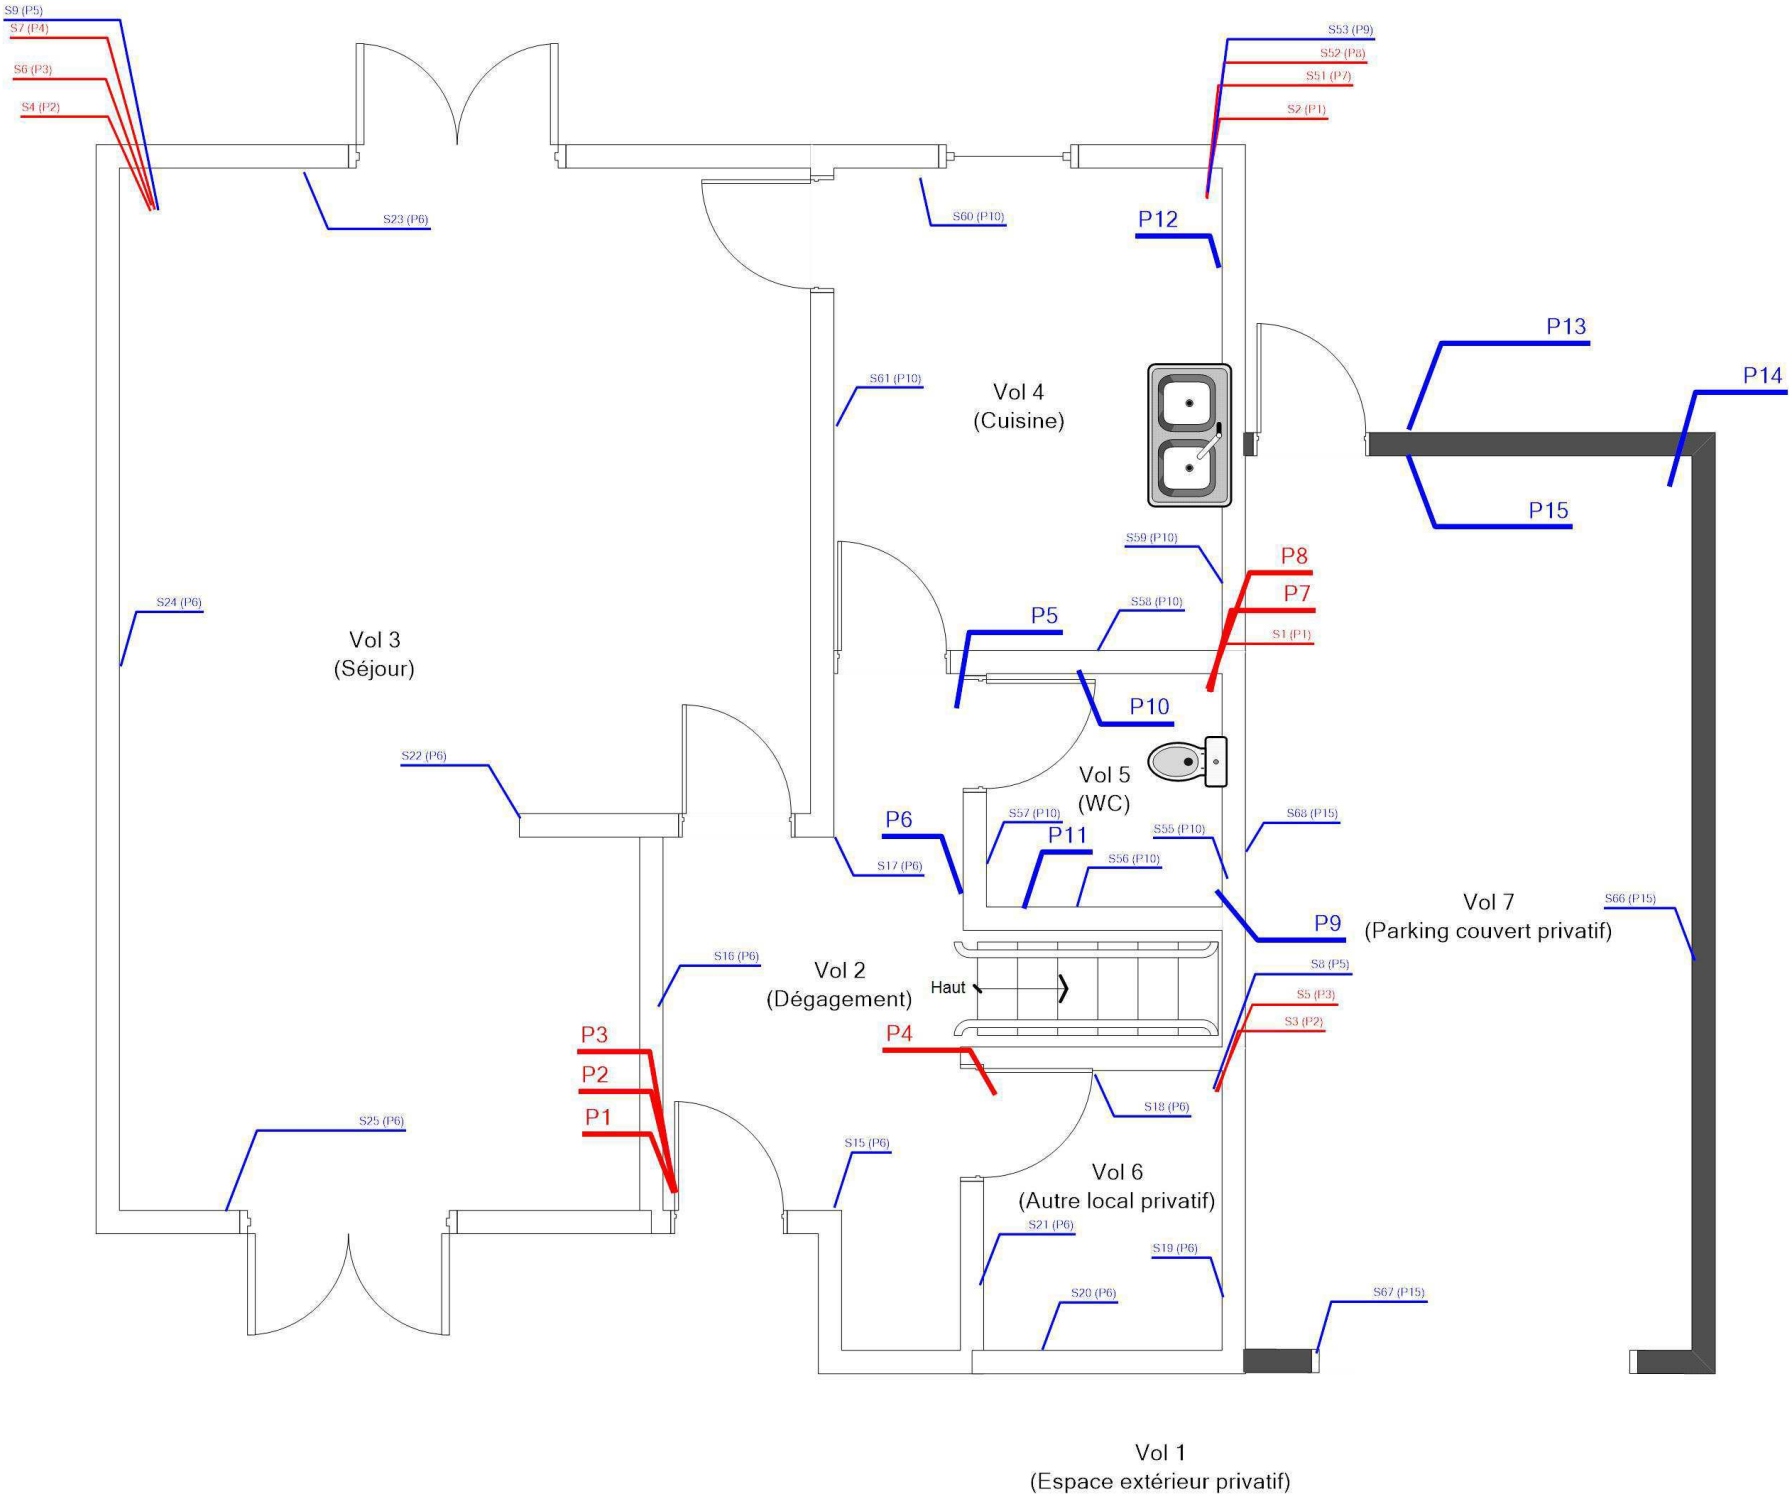 S9 (P5)
S7 (P4)
S6 (P3)
S4 (P2)
S53 (P9)
S52 (P8)
S51 (P7)
S2 (P1)
S23 (P6)
S60 (P10)
P12
P13
P14
S61 (P10)
Vol 4
(Cuisine)
P15
S59 (P10)
P8
P7
S1 (P1)
S58 (P10)
S24 (P6)
P5
Vol 3
(Séjour)
P10
S22 (P6)
Vol 5
(WC)
P6
S57 (P10)
P11
S55 (P10)
S68 (P15)
S56 (P10)
S17 (P6)
Vol 7
(Parking couvert privatif)
S66 (P15)
P9
S16 (P6)
Vol 2
(Dégagement)
Haut
S8 (P5)
S5 (P3)
S3 (P2)
P3
P2
P1
P4
S18 (P6)
S25 (P6)
S15 (P6)
Vol 6
(Autre local privatif)
S21 (P6)
S19 (P6)
S20 (P6)
S67 (P15)
Vol 1
(Espace extérieur privatif)